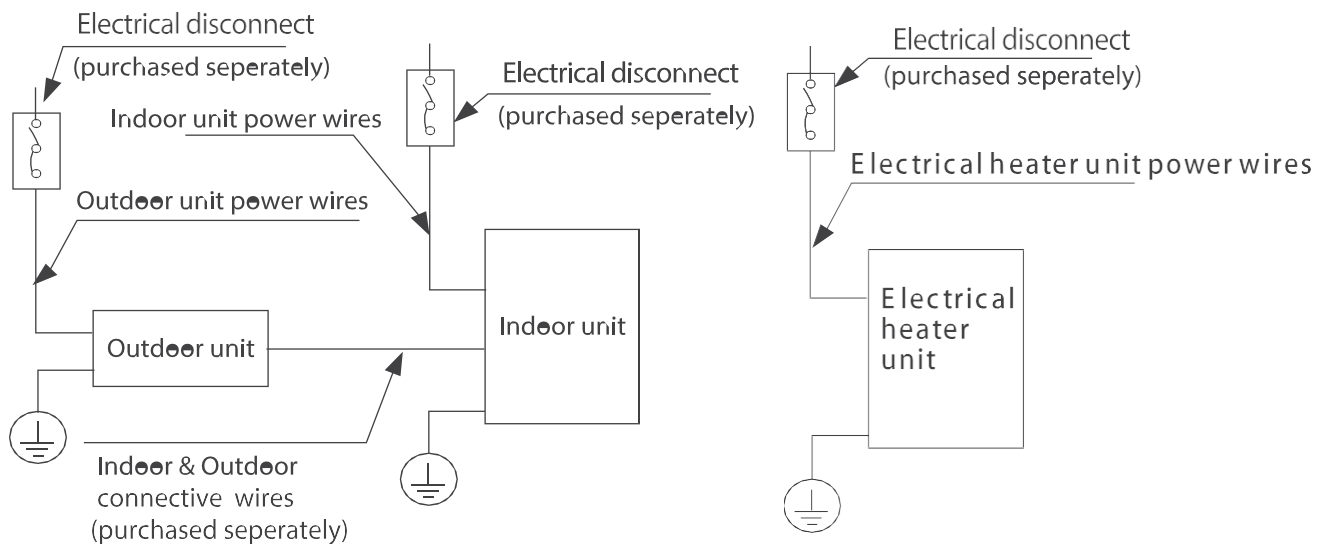 Electrical disconnect
(purchased seperately)
Indoor unit power wires
Outdoor unit power wires
Outdoor unit
Indoor & Outdoor
connective wires
(purchased seperately)
Electrical disconnect
(purchased seperately)
Indoor unit
Electrical disconnect
(purchased seperately)
Electrical heater unit power wires
Electrical
heater
unit